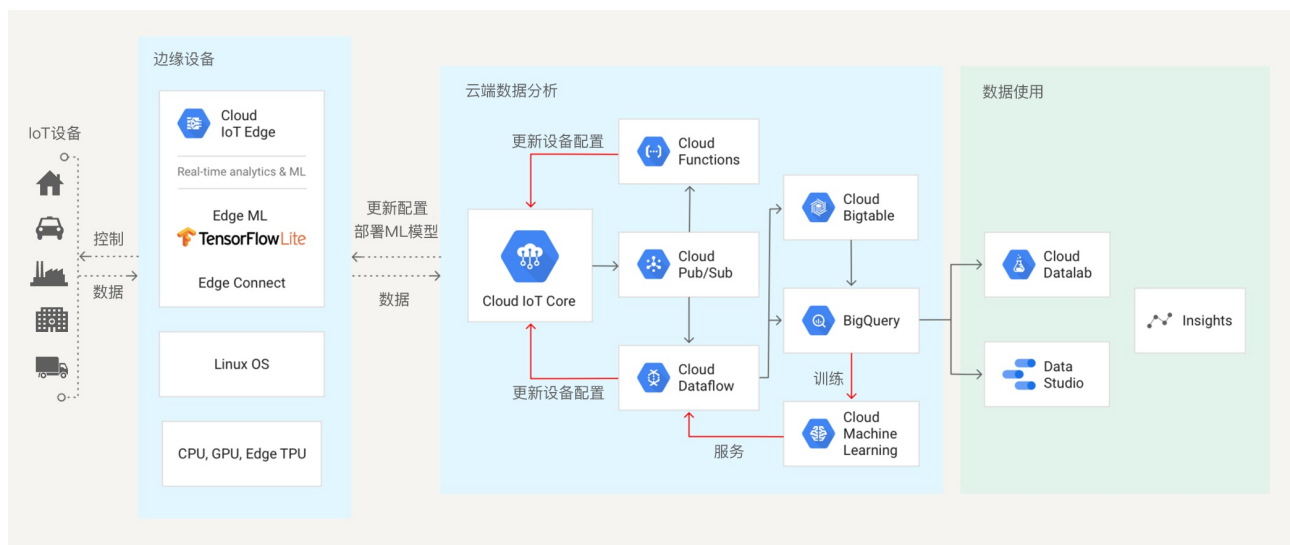 边缘设备
云端数据分析
数据使用
IoT设备
Cloud
IoT Edge
Real-time analytics & ML
Edge ML
TensorFlow Lite
Edge Connect
Linux OS
CPU, GPU, Edge TPU
控制
数据
更新配置
部署ML模型
数据
更新设备配置
Cloud
Functions
Cloud IoT Core
Cloud
Pub/Sub
更新设备配置
Cloud
Dataflow
Cloud
Bigtable
BigQuery
训练
服务
Cloud
Machine
Learning
Cloud
Datalab
Data
Studio
Insights